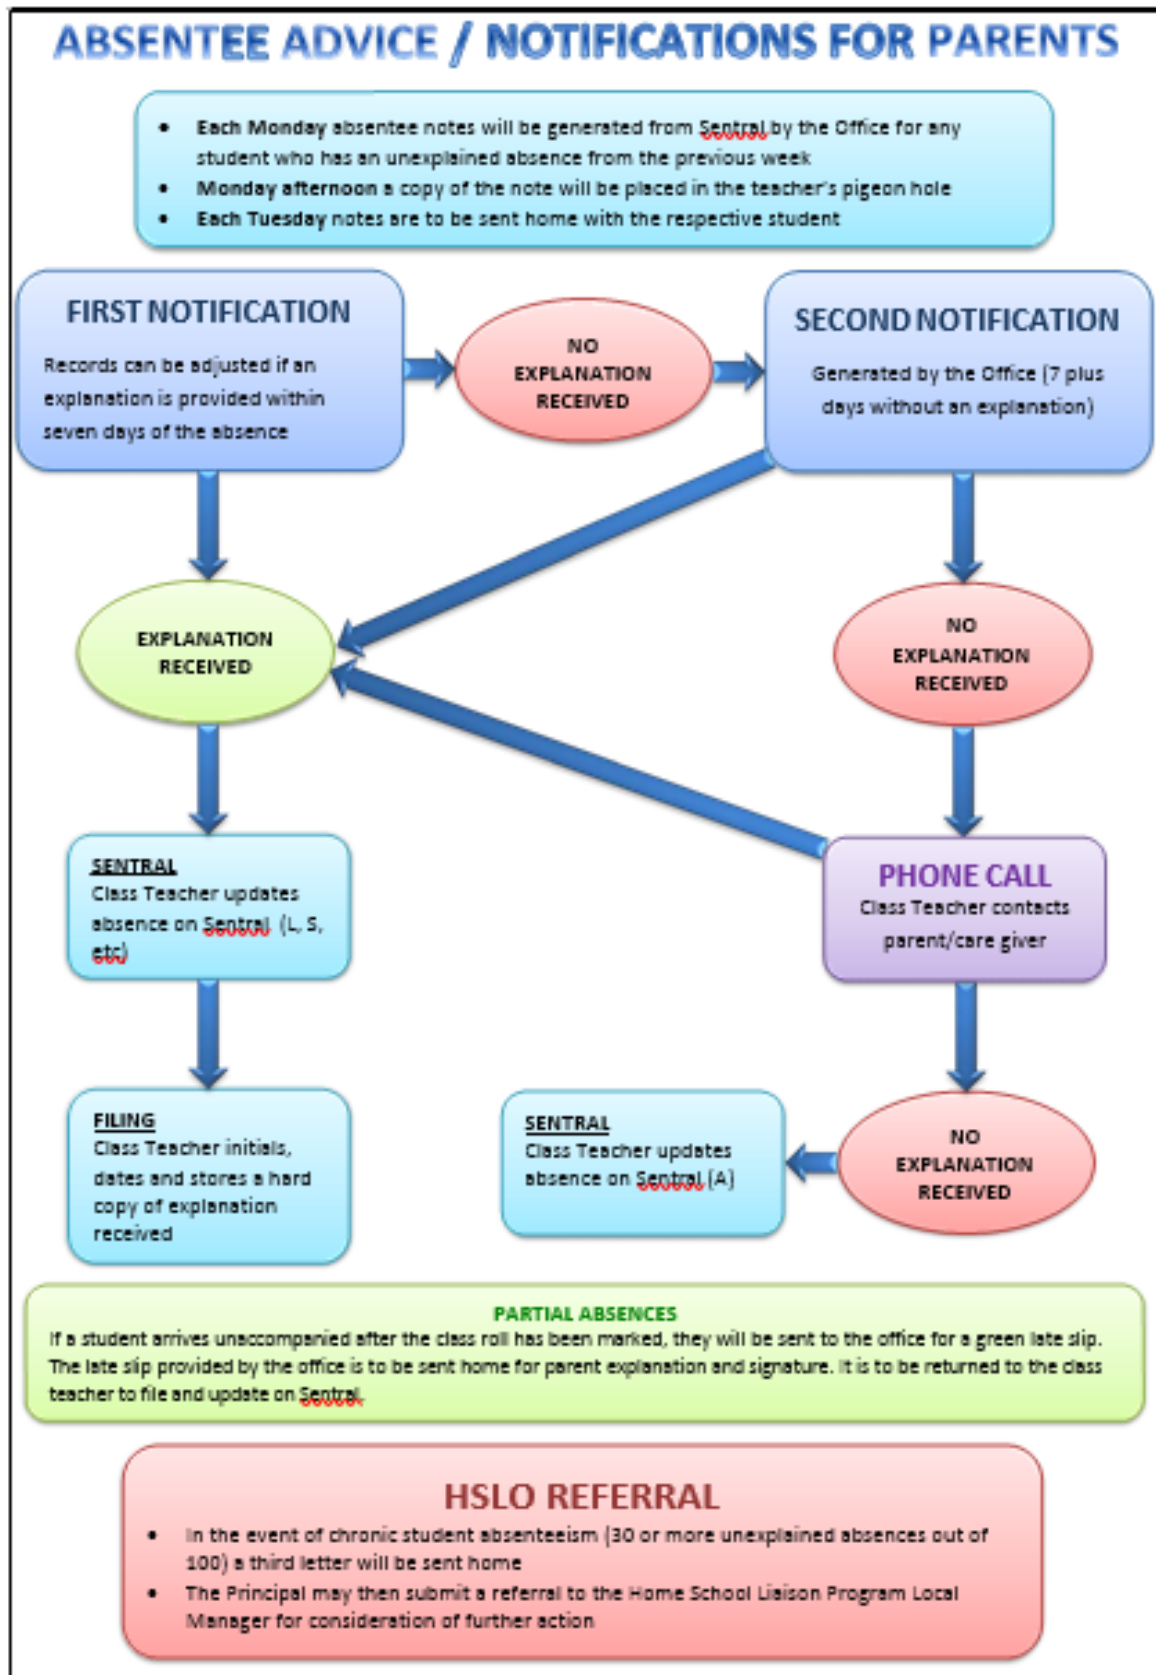 ABSENTEE ADVICE / NOTIFICATIONS FOR PARENTS
• Each Monday absentee notes will be generated from Sentral by the Office for any
student who has an unexplained absence from the previous week
• Monday afternoon a copy of the note will be placed in the teacher's pigeon hole
• Each Tuesday notes are to be sent home with the respective student
FIRST NOTIFICATION
Records can be adjusted if an
explanation is provided within
seven days of the absence
NO
EXPLANATION
RECEIVED
SECOND NOTIFICATION
Generated by the Office (7 plus
days without an explanation)
EXPLANATION
RECEIVED
NO
EXPLANATION
RECEIVED
SENTRAL
Class Teacher updates
absence on Sentral (L, S,
etc)
PHONE CALL
Class Teacher contacts
parent/care giver
FILING
Class Teacher initials,
dates and stores a hard
copy of explanation
received
SENTRAL
Class Teacher updates
absence on Sentral (A)
NO
EXPLANATION
RECEIVED
PARTIAL ABSENCES
If a student arrives unaccompanied after the class roll has been marked, they will be sent to the office for a green late slip.
The late slip provided by the office is to be sent home for parent explanation and signature. It is to be returned to the class
teacher to file and update on Sentral.
HSLO REFERRAL
• In the event of chronic student absenteeism (30 or more unexplained absences out of
100) a third letter will be sent home
• The Principal may then submit a referral to the Home School Liaison Program Local
Manager for consideration of further action